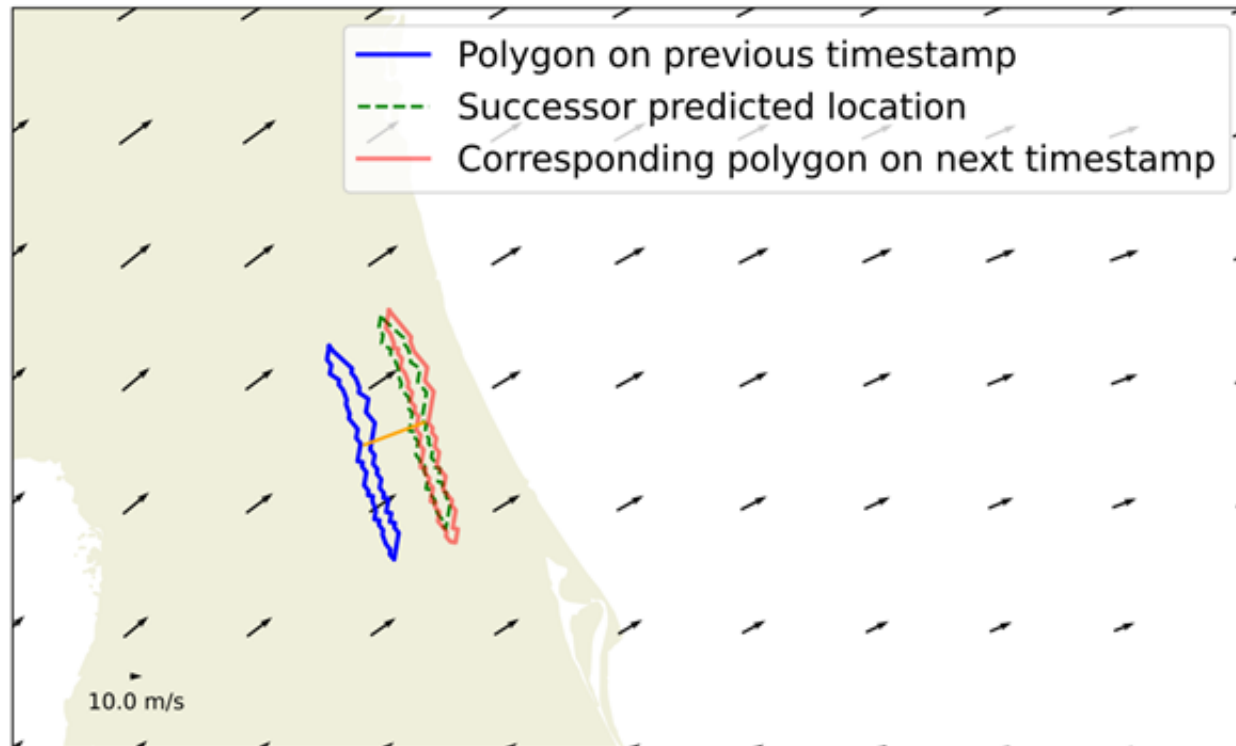 Polygon on previous timestamp
Successor predicted location
Corresponding polygon on next timestamp
10.0 m/s